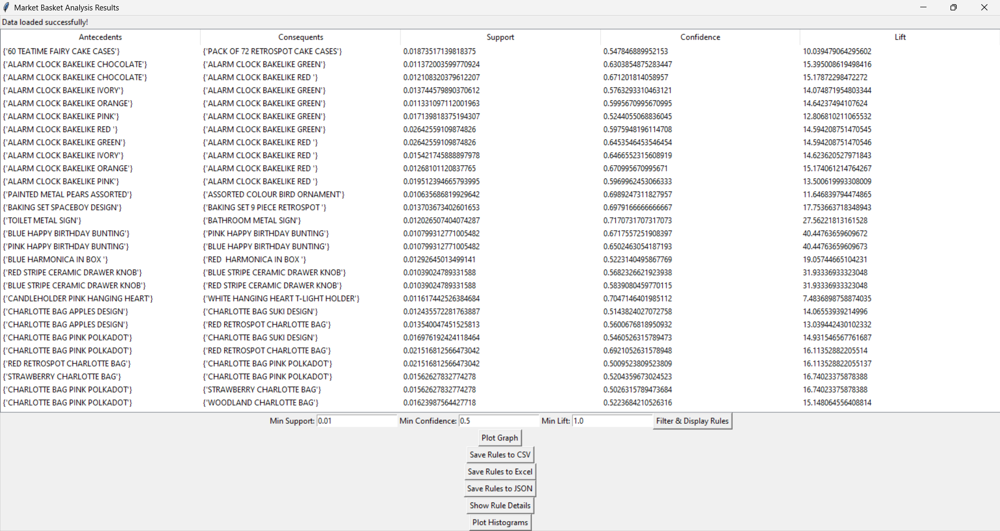 Market Basket Analysis Results
Data loaded successfully!
Antecedents Consequents Support Confidence Lift
{'60 TEATIME FAIRY CAKE CASES'} {'PACK OF 72 RETROSPOT CAKE CASES'} 0.01873517139818375 0.547846889952153 10.039479064295602
{'ALARM CLOCK BAKELIKE CHOCOLATE'} {'ALARM CLOCK BAKELIKE GREEN'} 0.011372003599770924 0.6303854875283447 15.395008619498416
{'ALARM CLOCK BAKELIKE CHOCOLATE'} {'ALARM CLOCK BAKELIKE RED '} 0.012108320379612207 0.671201814058957 15.17872298472272
{'ALARM CLOCK BAKELIKE IVORY'} {'ALARM CLOCK BAKELIKE GREEN'} 0.013744579890370612 0.5763293310463121 14.074871954803344
{'ALARM CLOCK BAKELIKE ORANGE'} {'ALARM CLOCK BAKELIKE GREEN'} 0.011331097112001963 0.5995670995670995 14.64237494107624
{'ALARM CLOCK BAKELIKE PINK'} {'ALARM CLOCK BAKELIKE GREEN'} 0.017139818375194307 0.5244055068836045 12.806810211065532
{'ALARM CLOCK BAKELIKE RED '} {'ALARM CLOCK BAKELIKE GREEN'} 0.02642559109874826 0.5975948196114708 14.594208751470545
{'ALARM CLOCK BAKELIKE GREEN'} {'ALARM CLOCK BAKELIKE RED '} 0.02642559109874826 0.6453546453546454 14.594208751470546
{'ALARM CLOCK BAKELIKE IVORY'} {'ALARM CLOCK BAKELIKE RED '} 0.015421745888897978 0.6466552315608919 14.623620527971843
{'ALARM CLOCK BAKELIKE ORANGE'} {'ALARM CLOCK BAKELIKE RED '} 0.01268101120837765 0.670995670995671 15.174061214764267
{'ALARM CLOCK BAKELIKE PINK'} {'ALARM CLOCK BAKELIKE RED '} 0.019512394665793995 0.5969962453066333 13.500619993308009
{'PAINTED METAL PEARS ASSORTED'} {'ASSORTED COLOUR BIRD ORNAMENT'} 0.010635686819929642 0.6989247311827957 11.646839794474865
{'BAKING SET SPACEBOY DESIGN'} {'BAKING SET 9 PIECE RETROSPOT '} 0.013703673402601653 0.6979166666666667 17.753663718348943
{'TOILET METAL SIGN'} {'BATHROOM METAL SIGN'} 0.012026507404074287 0.7170731707317073 27.56221813161528
{'BLUE HAPPY BIRTHDAY BUNTING'} {'PINK HAPPY BIRTHDAY BUNTING'} 0.010799312771005482 0.6717557251908397 40.44763659609672
{'PINK HAPPY BIRTHDAY BUNTING'} {'BLUE HAPPY BIRTHDAY BUNTING'} 0.010799312771005482 0.6502463054187193 40.44763659609673
{'BLUE HARMONICA IN BOX '} {'RED  HARMONICA IN BOX '} 0.01292645013499141 0.5223140495867769 19.05744665104231
{'RED STRIPE CERAMIC DRAWER KNOB'} {'BLUE STRIPE CERAMIC DRAWER KNOB'} 0.01039024789331588 0.5682326621923938 31.93336933323048
{'BLUE STRIPE CERAMIC DRAWER KNOB'} {'RED STRIPE CERAMIC DRAWER KNOB'} 0.01039024789331588 0.5839080459770115 31.93336933323048
{'CANDLEHOLDER PINK HANGING HEART'} {'WHITE HANGING HEART T-LIGHT HOLDER'} 0.011617442526384684 0.7047146401985112 7.4836898758874035
{'CHARLOTTE BAG APPLES DESIGN'} {'CHARLOTTE BAG SUKI DESIGN'} 0.012435572281763887 0.5143824027072758 14.06553939214996
{'CHARLOTTE BAG APPLES DESIGN'} {'RED RETROSPOT CHARLOTTE BAG'} 0.013540047451525813 0.5600676818950932 13.039442430102332
{'CHARLOTTE BAG PINK POLKADOT'} {'CHARLOTTE BAG SUKI DESIGN'} 0.016976192424118464 0.5460526315789473 14.931546567761687
{'CHARLOTTE BAG PINK POLKADOT'} {'RED RETROSPOT CHARLOTTE BAG'} 0.021516812566473042 0.6921052631578948 16.11352882205514
{'RED RETROSPOT CHARLOTTE BAG'} {'CHARLOTTE BAG PINK POLKADOT'} 0.021516812566473042 0.5009523809523809 16.113528822055137
{'STRAWBERRY CHARLOTTE BAG'} {'CHARLOTTE BAG PINK POLKADOT'} 0.01562627832774278 0.5204359673024523 16.74023375878388
{'CHARLOTTE BAG PINK POLKADOT'} {'STRAWBERRY CHARLOTTE BAG'} 0.01562627832774278 0.5026315789473684 16.74023375878388
{'CHARLOTTE BAG PINK POLKADOT'} {'WOODLAND CHARLOTTE BAG'} 0.01623987564427718 0.5223684210526316 15.148064556408814
Min Support: 0.01 Min Confidence: 0.5 Min Lift: 1.0 Filter & Display Rules
Plot Graph
Save Rules to CSV
Save Rules to Excel
Save Rules to JSON
Show Rule Details
Plot Histograms